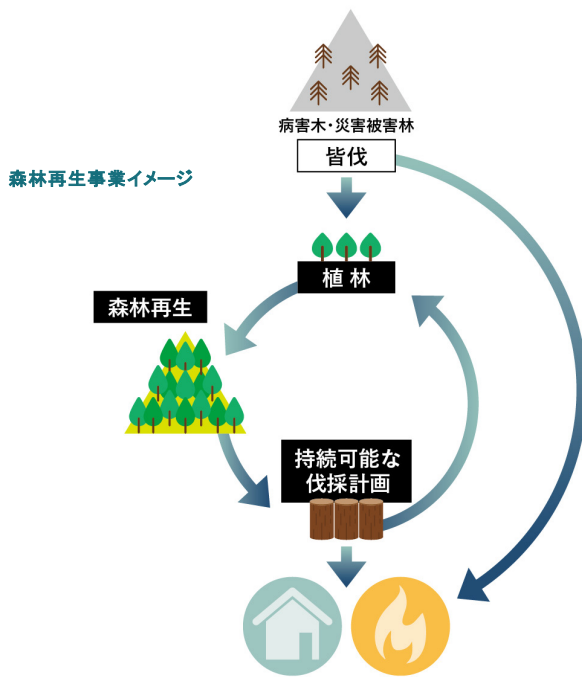 病害木・災害被害林
皆伐
森林再生事業イメージ
植林
森林再生
持続可能な
伐採計画